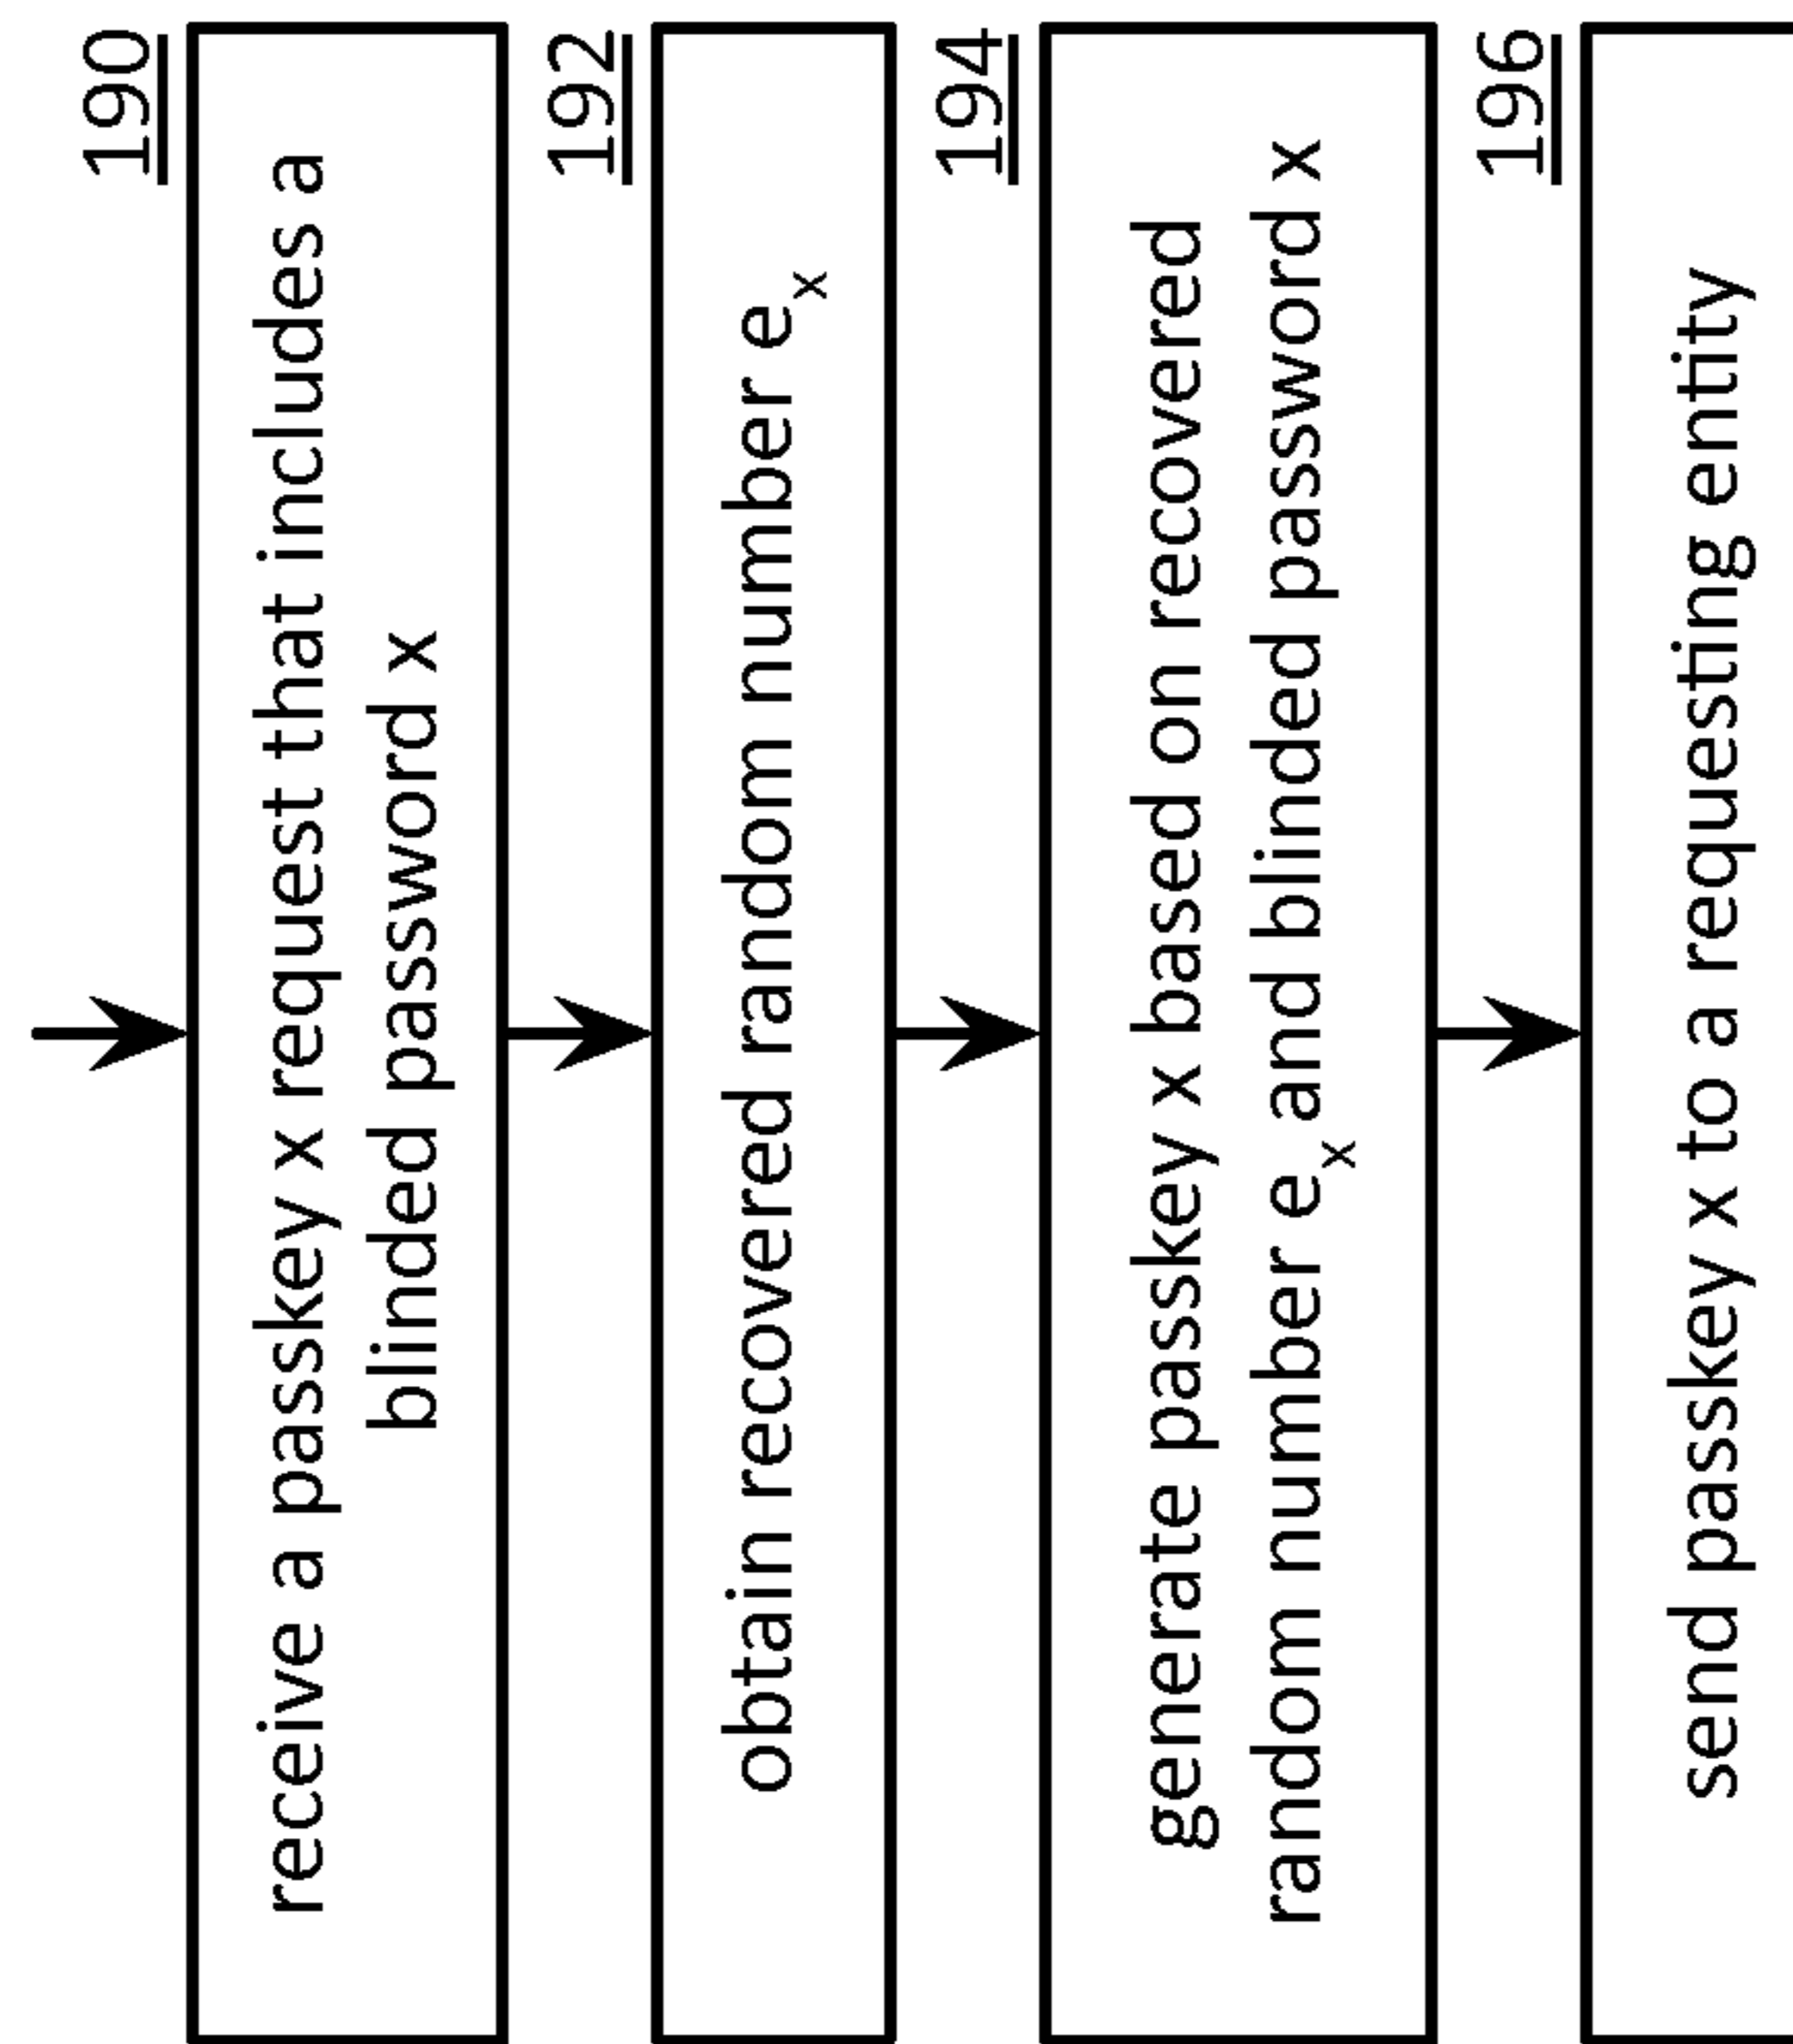 190
receive a passkey x request that includes a
blinded password x
192
obtain recovered random number eₓ
194
generate passkey x based on recovered
random number eₓ and blinded password x
196
send passkey x to a requesting entity